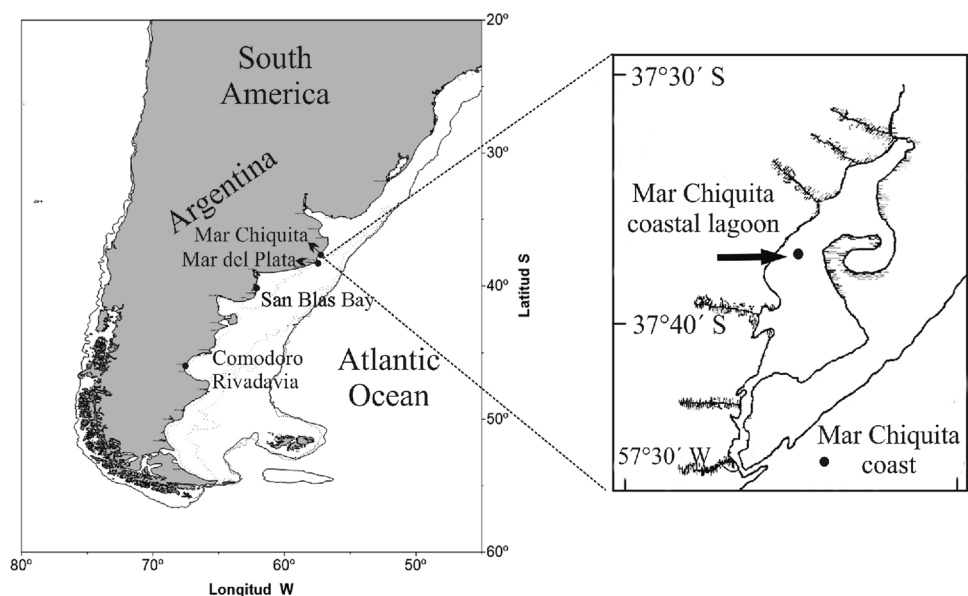 South
America
Argentina
Mar Chiquita
Mar del Plata
San Blas Bay
Comodoro
Rivadavia
Atlantic
Ocean
20º
30º
40º
50º
60º
Latitud S
80º
70º
60º
50º
Longitud W
37°30´ S
Mar Chiquita
coastal lagoon
37°40´ S
57°30´ W
Mar Chiquita
coast